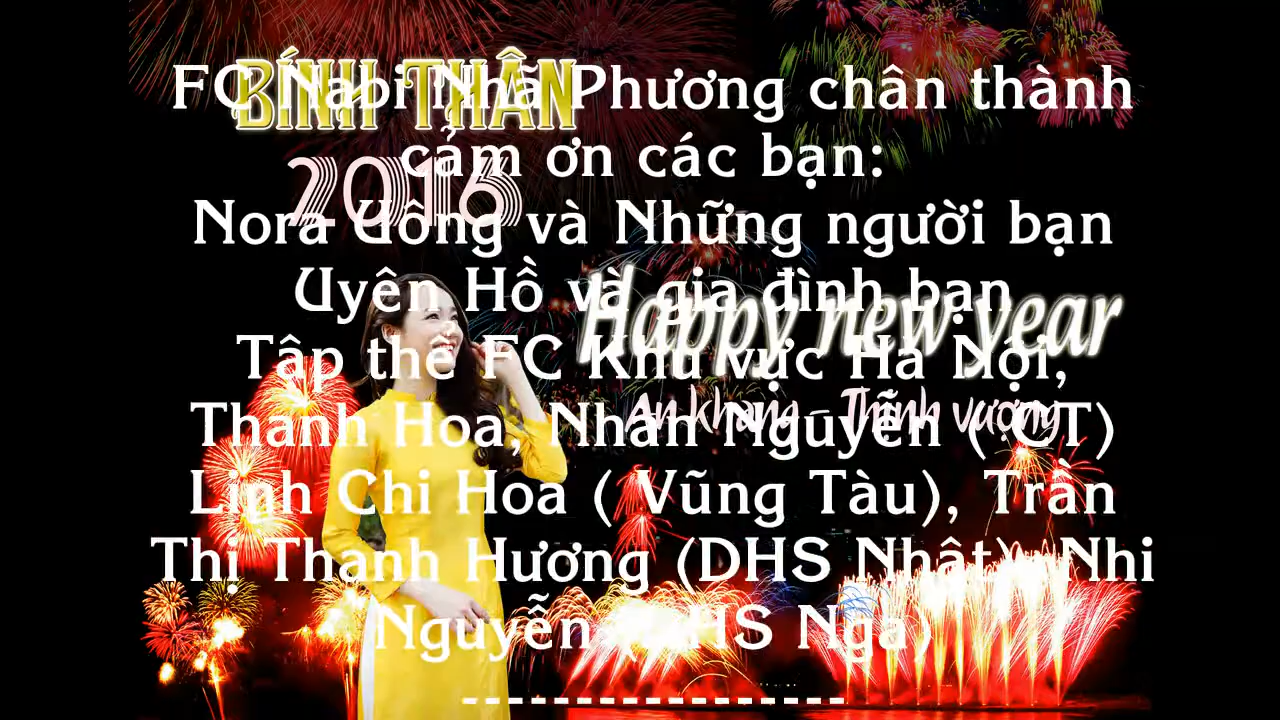 FC Nabi Nhã Phương chân thành
cảm ơn các bạn:
Nora Uông và Những người bạn
Uyên Hồ và gia đình bạn
Tập thể FC Khu vực Hà Nội,
Thanh Hoa, Nhàn Nguyễn ( CT)
Linh Chi Hoa ( Vũng Tàu), Trần
Thị Thanh Hương (DHS Nhật), Nhi
Nguyễn (DHS Nga)
-----------------
BÍNH THÂN
2016
Happy new year
An khang - Thịnh vượng